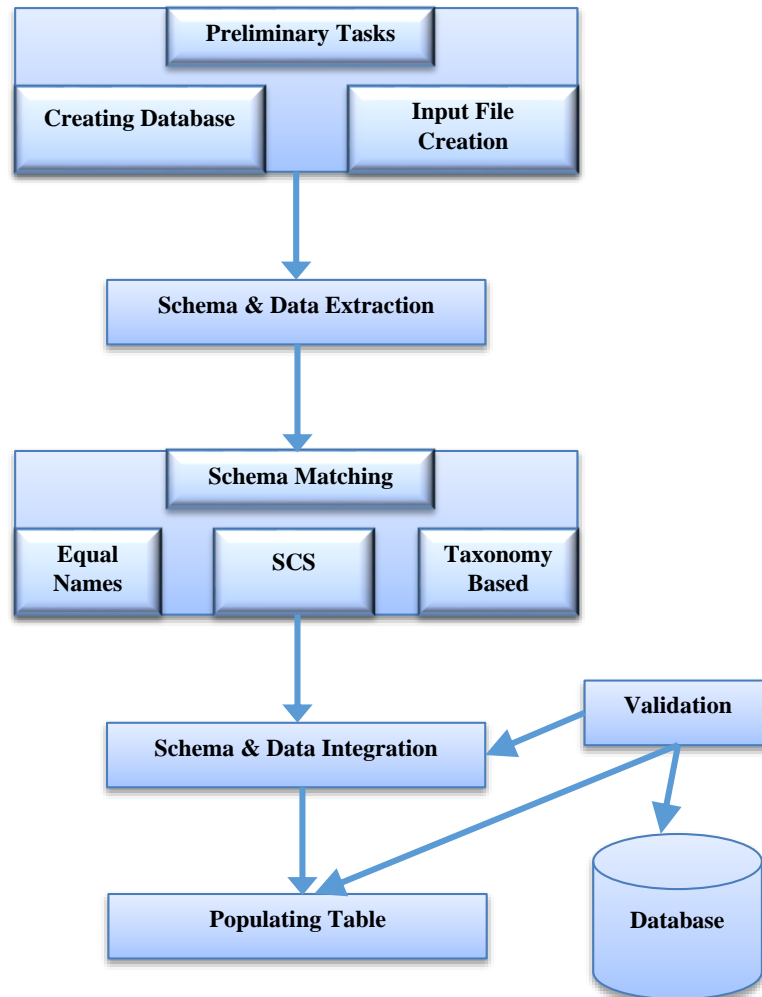 Preliminary Tasks
Creating Database
Input File
Creation
Schema & Data Extraction
Schema Matching
Equal
Names
SCS
Taxonomy
Based
Validation
Schema & Data Integration
Populating Table
Database